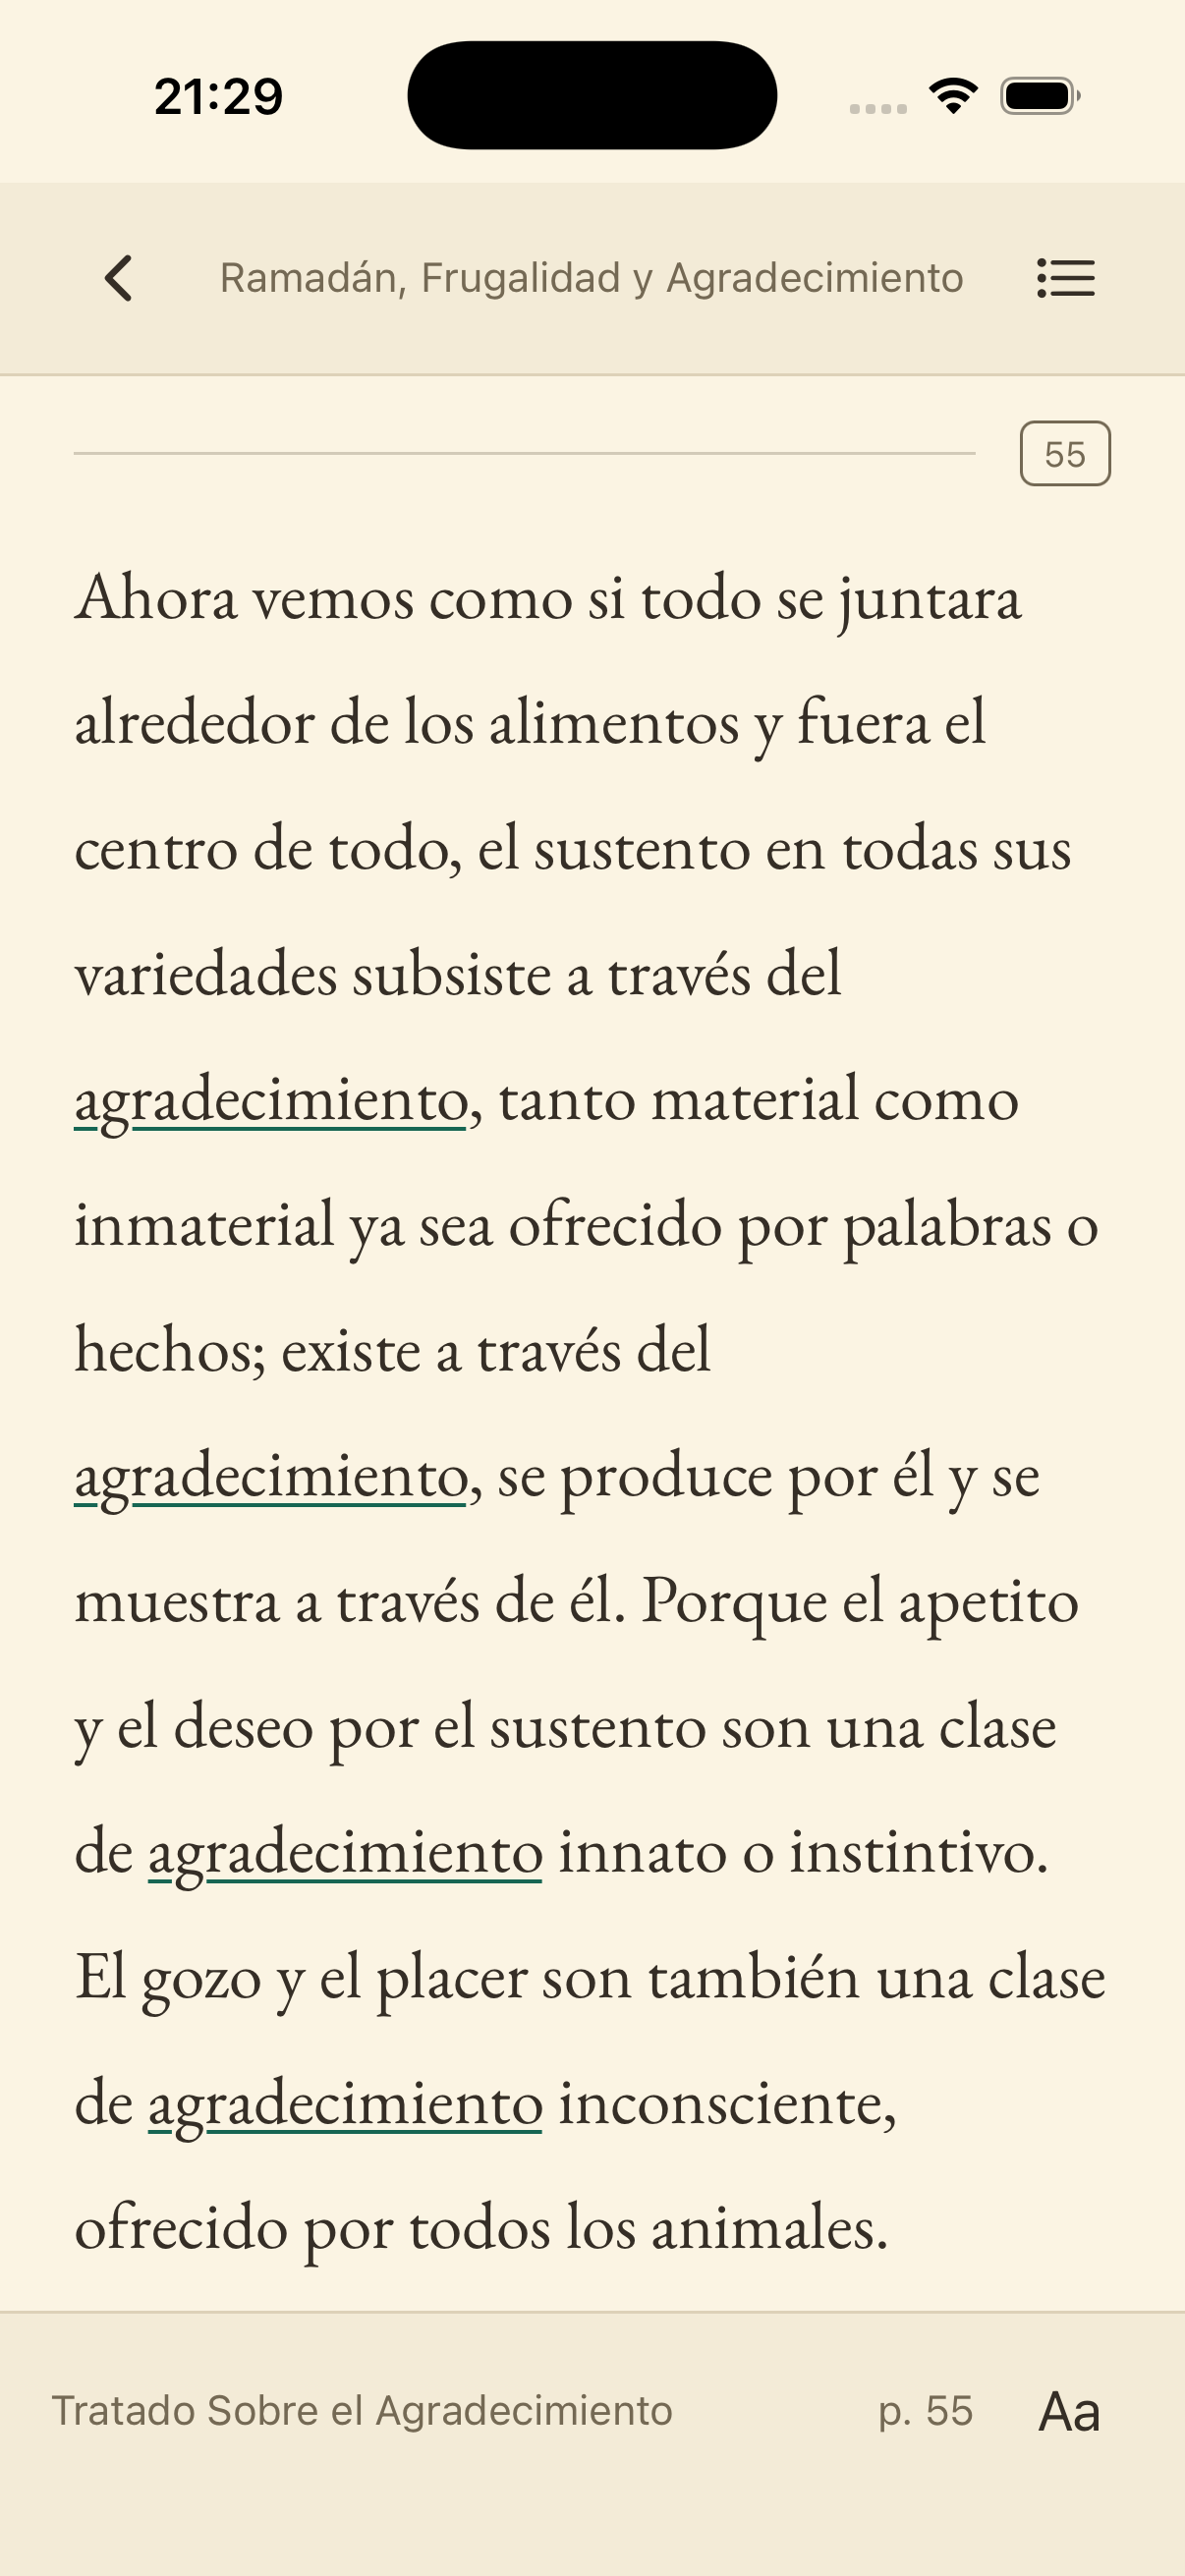 21:29
Ramadán, Frugalidad y Agradecimiento
55
Ahora vemos como si todo se juntara
alrededor de los alimentos y fuera el
centro de todo, el sustento en todas sus
variedades subsiste a través del
agradecimiento, tanto material como
inmaterial ya sea ofrecido por palabras o
hechos; existe a través del
agradecimiento, se produce por él y se
muestra a través de él. Porque el apetito
y el deseo por el sustento son una clase
de agradecimiento innato o instintivo.
El gozo y el placer son también una clase
de agradecimiento inconsciente,
ofrecido por todos los animales.
Tratado Sobre el Agradecimiento
p. 55
Aa